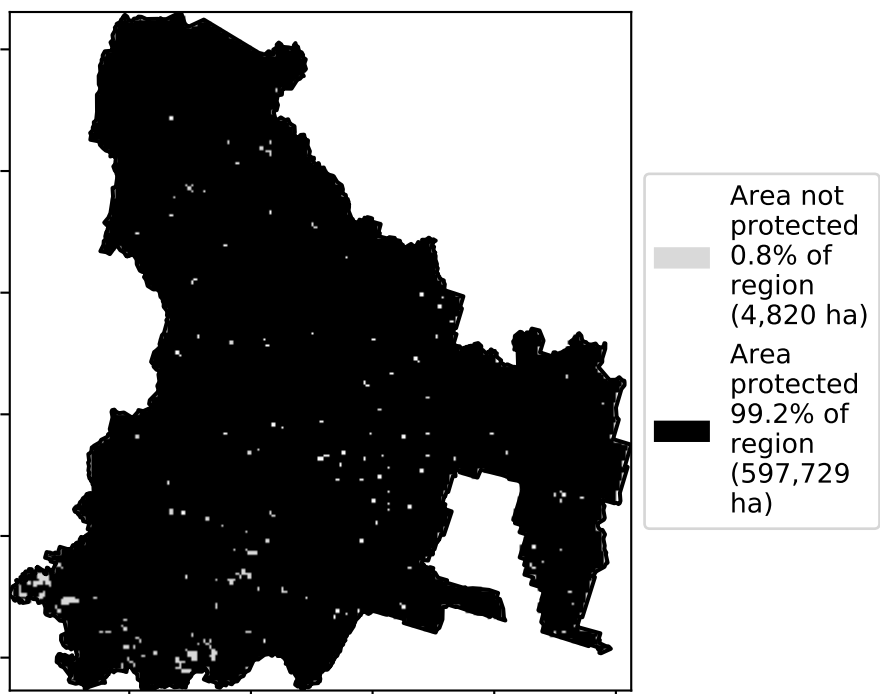 Area not
protected
0.8% of
region
(4,820 ha)
Area
protected
99.2% of
region
(597,729
ha)